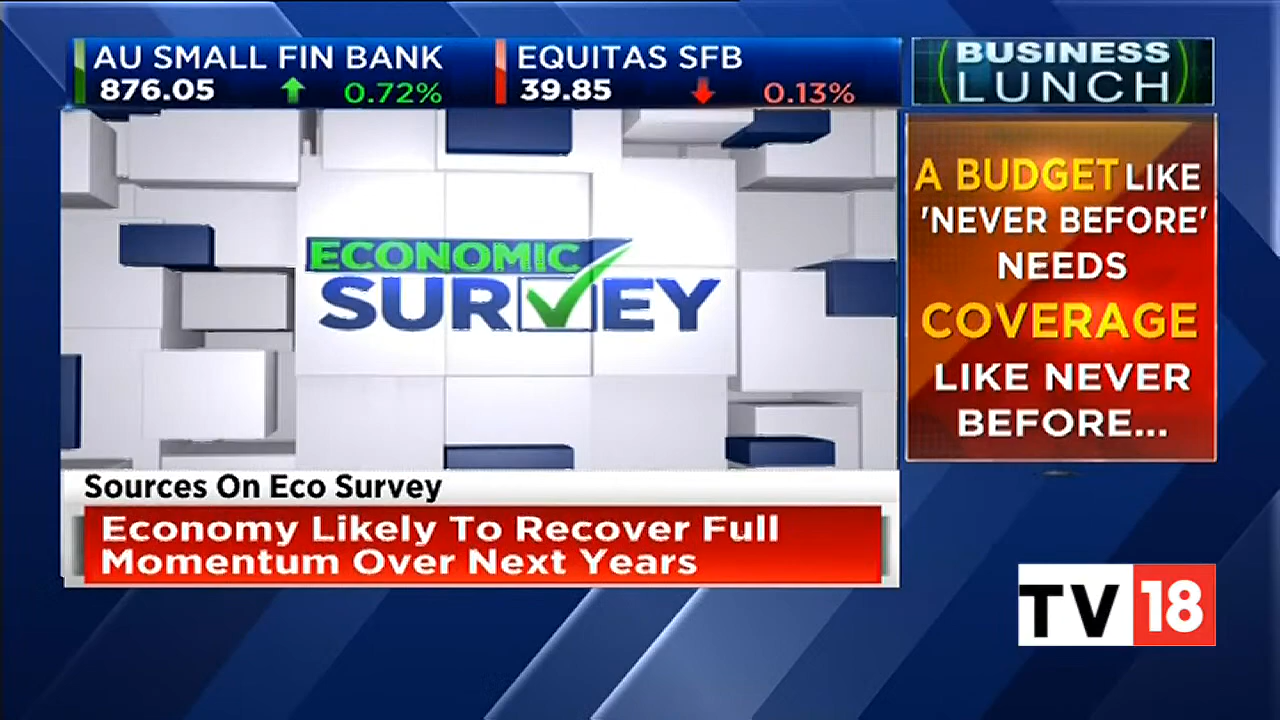 AU SMALL FIN BANK
876.05 0.72%
EQUITAS SFB
39.85 0.13%
BUSINESS
LUNCH
ECONOMIC
SURVEY
A BUDGET LIKE
'NEVER BEFORE'
NEEDS
COVERAGE
LIKE NEVER
BEFORE...
Sources On Eco Survey
Economy Likely To Recover Full
Momentum Over Next Years
TV18